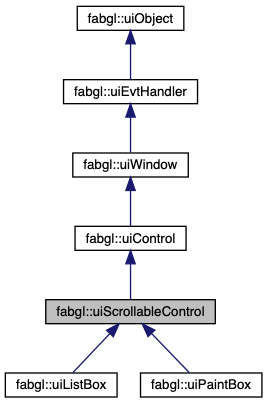 fabgl::uiObject
fabgl::uiEvtHandler
fabgl::uiWindow
fabgl::uiControl
fabgl::uiScrollableControl
fabgl::uiListBox
fabgl::uiPaintBox